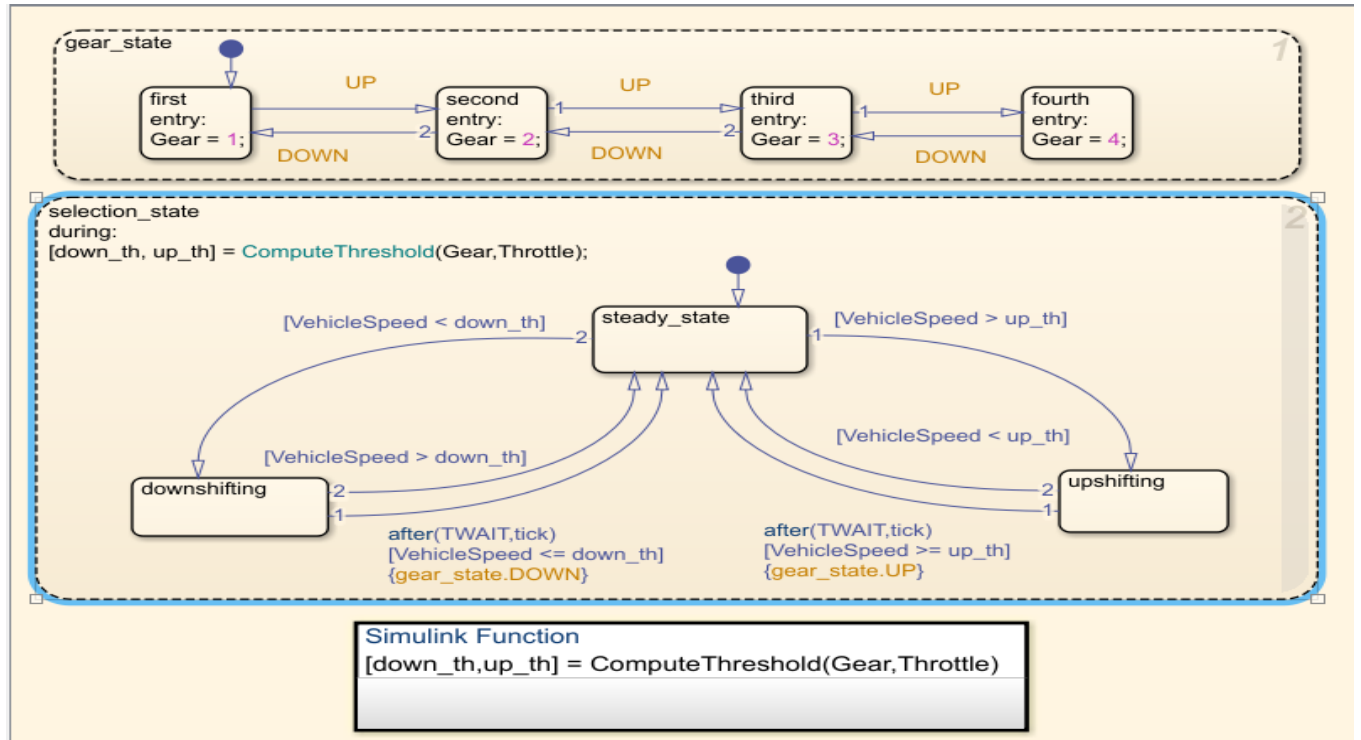 gear_state
1
UP
UP
UP
first
entry:
Gear = 1;
second
entry:
Gear = 2;
third
entry:
Gear = 3;
fourth
entry:
Gear = 4;
1
2
1
2
1
DOWN
DOWN
DOWN
selection_state
during:
[down_th, up_th] = ComputeThreshold(Gear,Throttle);
2
[VehicleSpeed < down_th]
2
steady_state
1
[VehicleSpeed > up_th]
[VehicleSpeed > down_th]
[VehicleSpeed < up_th]
downshifting
2
1
upshifting
2
1
after(TWAIT,tick)
[VehicleSpeed <= down_th]
{gear_state.DOWN}
after(TWAIT,tick)
[VehicleSpeed >= up_th]
{gear_state.UP}
Simulink Function
[down_th,up_th] = ComputeThreshold(Gear,Throttle)